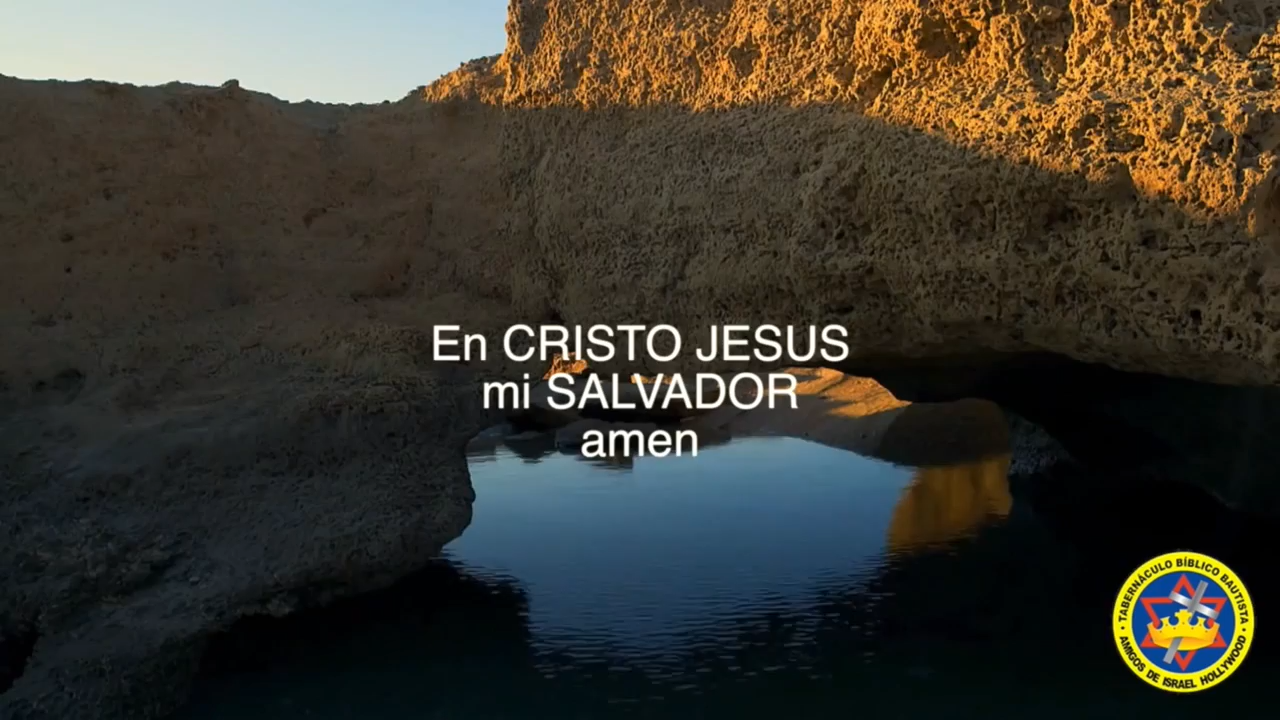 En CRISTO JESUS
mi SALVADOR
amen
TABERNÁCULO BÍBLICO BAUTISTA
AMIGOS DE ISRAEL HOLLYWOOD